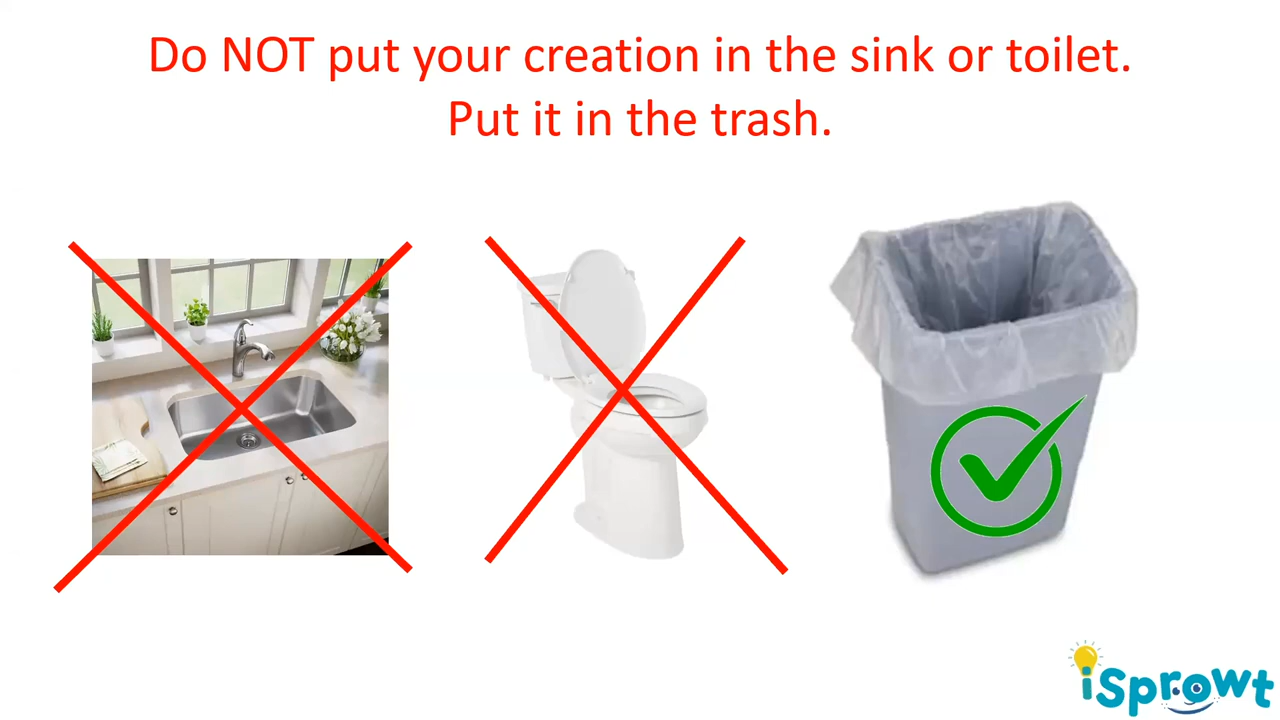 Do NOT put your creation in the sink or toilet.
Put it in the trash.
iSprowt